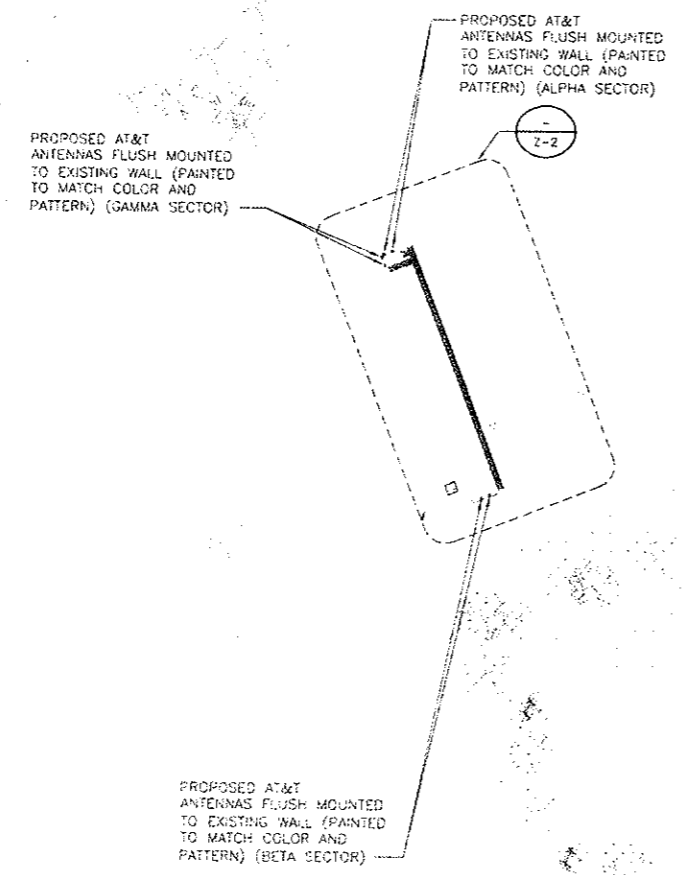 PROPOSED AT&T
ANTENNAS FLUSH MOUNTED
TO EXISTING WALL (PAINTED
TO MATCH COLOR AND
PATTERN) (ALPHA SECTOR)
-
Z-2
PROPOSED AT&T
ANTENNAS FLUSH MOUNTED
TO EXISTING WALL (PAINTED
TO MATCH COLOR AND
PATTERN) (GAMMA SECTOR)
PROPOSED AT&T
ANTENNAS FLUSH MOUNTED
TO EXISTING WALL (PAINTED
TO MATCH COLOR AND
PATTERN) (BETA SECTOR)